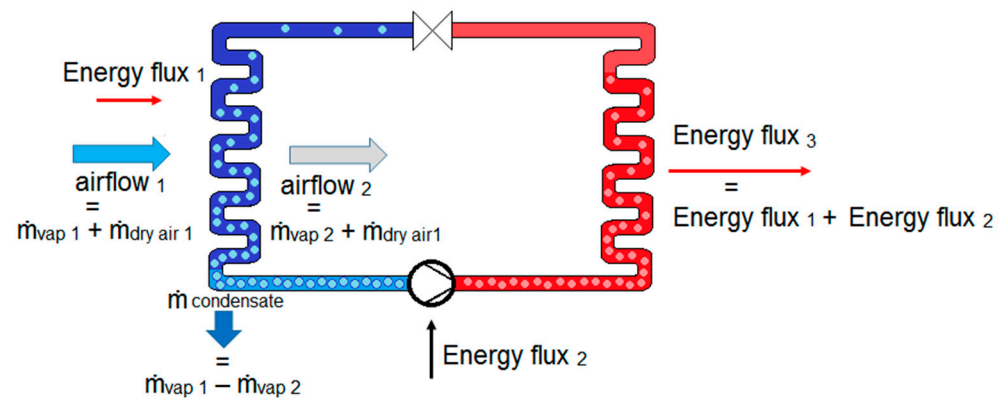 Energy flux 1
airflow 1
=
ṁvap 1 + ṁdry air 1
airflow 2
=
ṁvap 2 + ṁdry air1
ṁ condensate
=
ṁvap 1 – ṁvap 2
Energy flux 2
Energy flux 3
=
Energy flux 1 + Energy flux 2